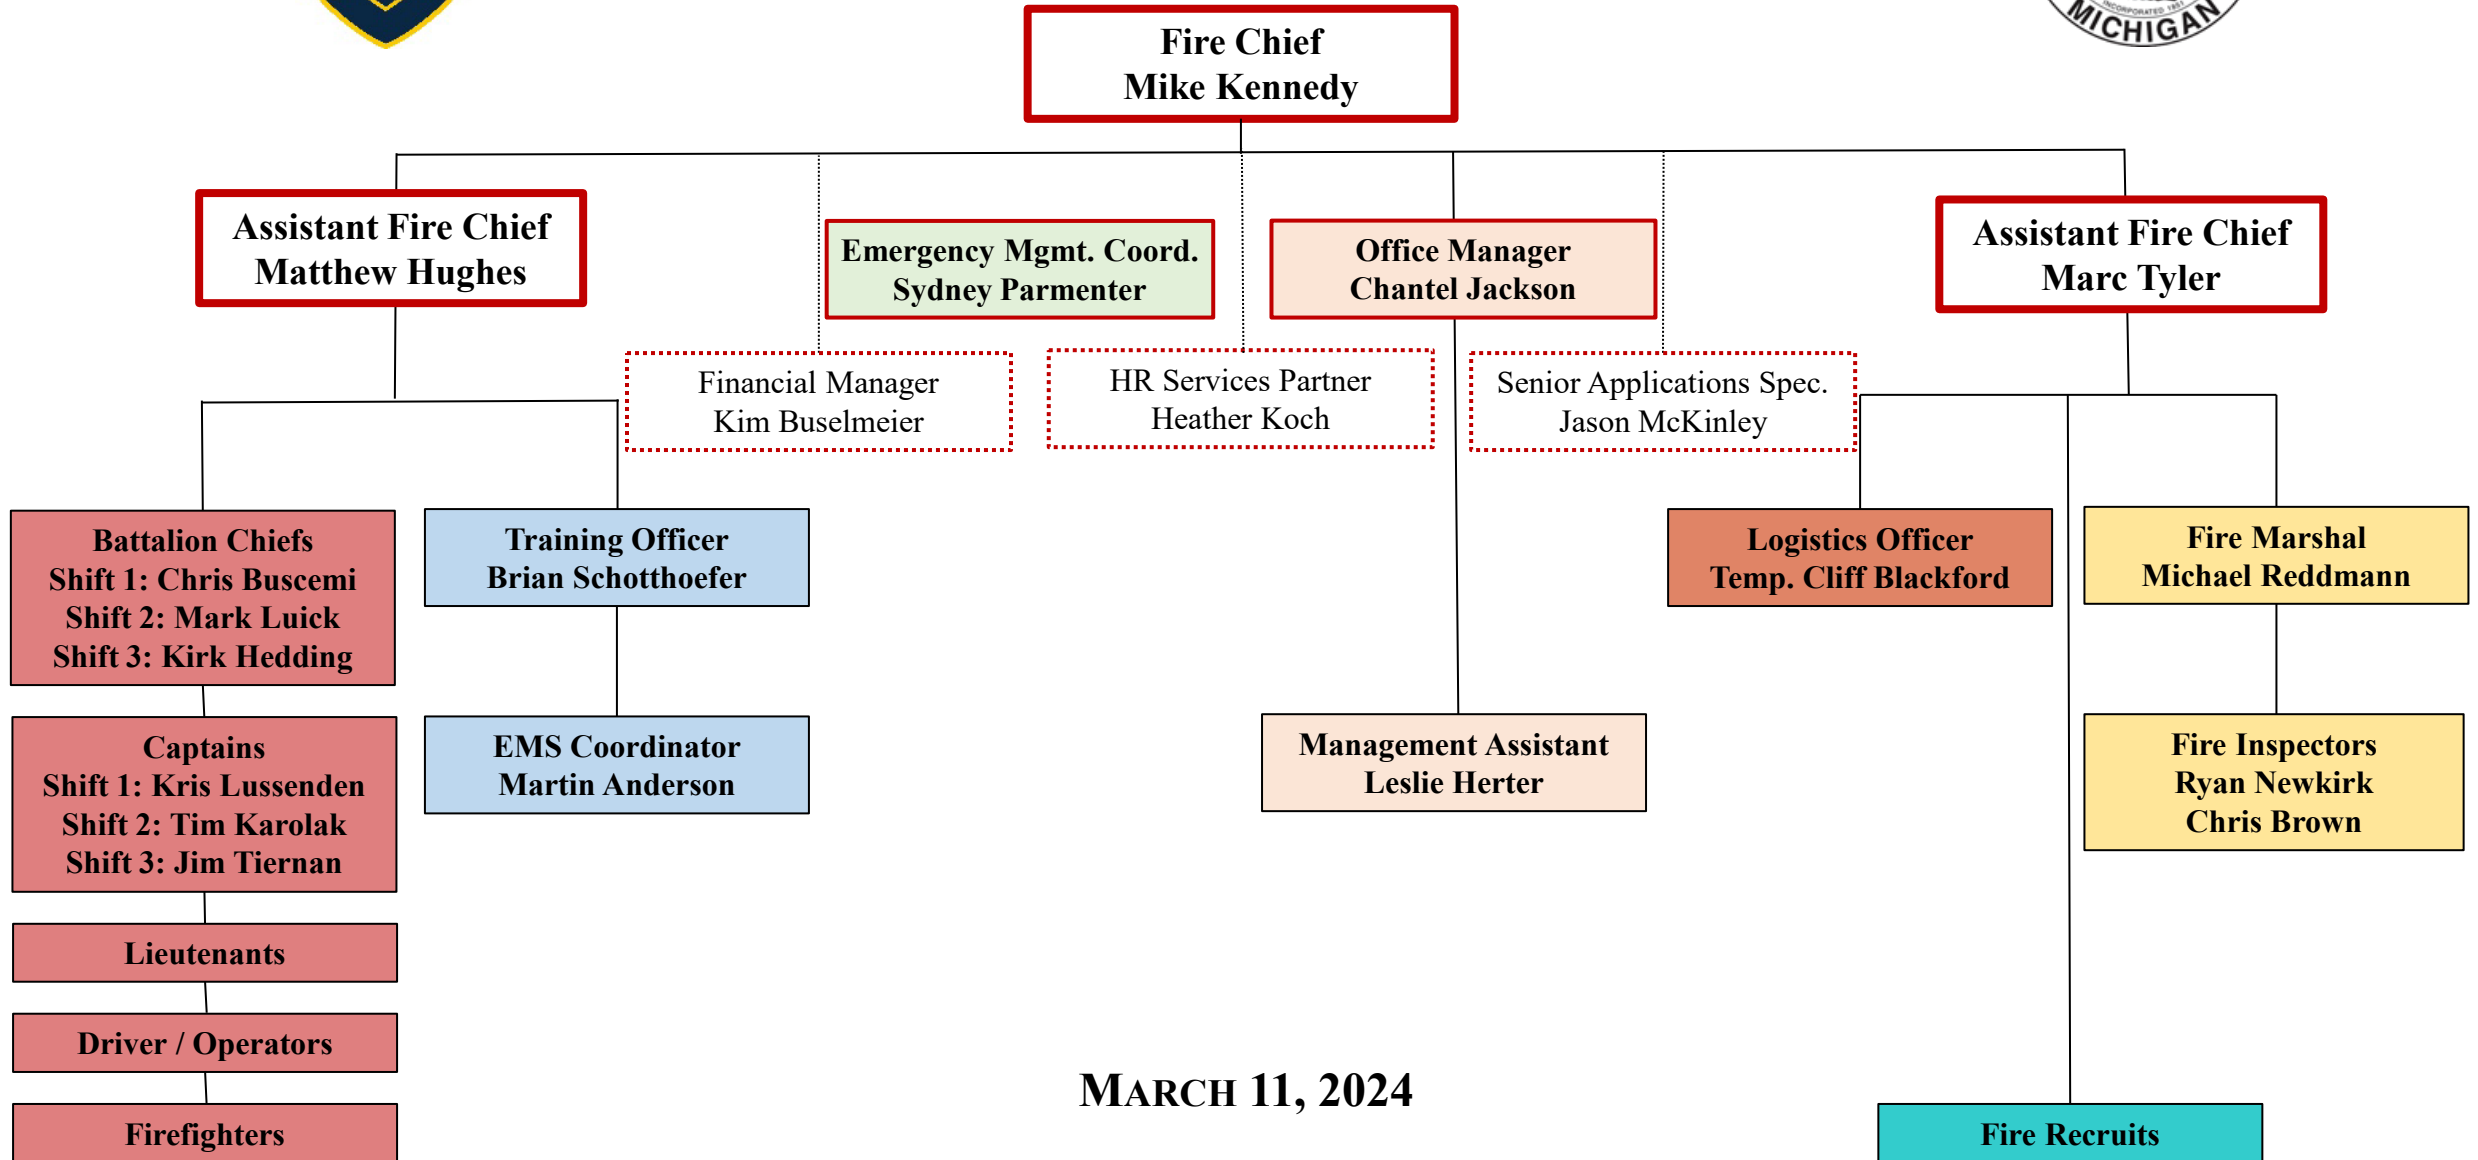 INCORPORATED 1851
MICHIGAN
Fire Chief
Mike Kennedy
Assistant Fire Chief
Matthew Hughes
Emergency Mgmt. Coord.
Sydney Parmenter
Office Manager
Chantel Jackson
Assistant Fire Chief
Marc Tyler
Financial Manager
Kim Buselmeier
HR Services Partner
Heather Koch
Senior Applications Spec.
Jason McKinley
Battalion Chiefs
Shift 1: Chris Buscemi
Shift 2: Mark Luick
Shift 3: Kirk Hedding
Training Officer
Brian Schotthoefer
Logistics Officer
Temp. Cliff Blackford
Fire Marshal
Michael Reddmann
Captains
Shift 1: Kris Lussenden
Shift 2: Tim Karolak
Shift 3: Jim Tiernan
EMS Coordinator
Martin Anderson
Management Assistant
Leslie Herter
Fire Inspectors
Ryan Newkirk
Chris Brown
Lieutenants
Driver / Operators
Firefighters
MARCH 11, 2024
Fire Recruits